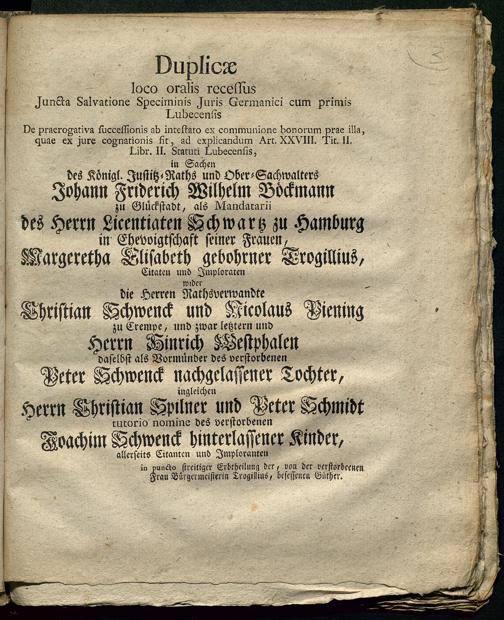 3
Duplicæ
loco oralis recessus
Juncta Salvatione Speciminis Juris Germanici cum primis
Lubecensis
De praerogativa successionis ab intestato ex communione bonorum prae illa,
quae ex jure cognationis fit, ad explicandum Art. XXVIII. Tit. II.
Libr. II. Statuti Lubecensis,
in Sachen
des Königl. Justitz-Raths und Ober-Sachwalters
Johann Friderich Wilhelm Böckmann
zu Glückstadt, als Mandatarii
des Herrn Licentiaten Schwartz zu Hamburg
in Ehevoigtschaft seiner Frauen,
Margeretha Elisabeth gebohrner Trogillius,
Citaten und Imploraten
wider
die Herren Rathsverwandte
Christian Schwenck und Nicolaus Piening
zu Crempe, und zwar letztern und
Herrn Hinrich Westphalen
daselbst als Vormünder des verstorbenen
Peter Schwenck nachgelassener Tochter,
ingleichen
Herrn Christian Spilner und Peter Schmidt
tutorio nomine des verstorbenen
Joachim Schwenck hinterlassener Kinder,
allerseits Citanten und Imploranten
in puncto streitiger Erbtheilung der, von der verstorbenen
Frau Bürgermeisterin Trogillius, besessenen Güther.